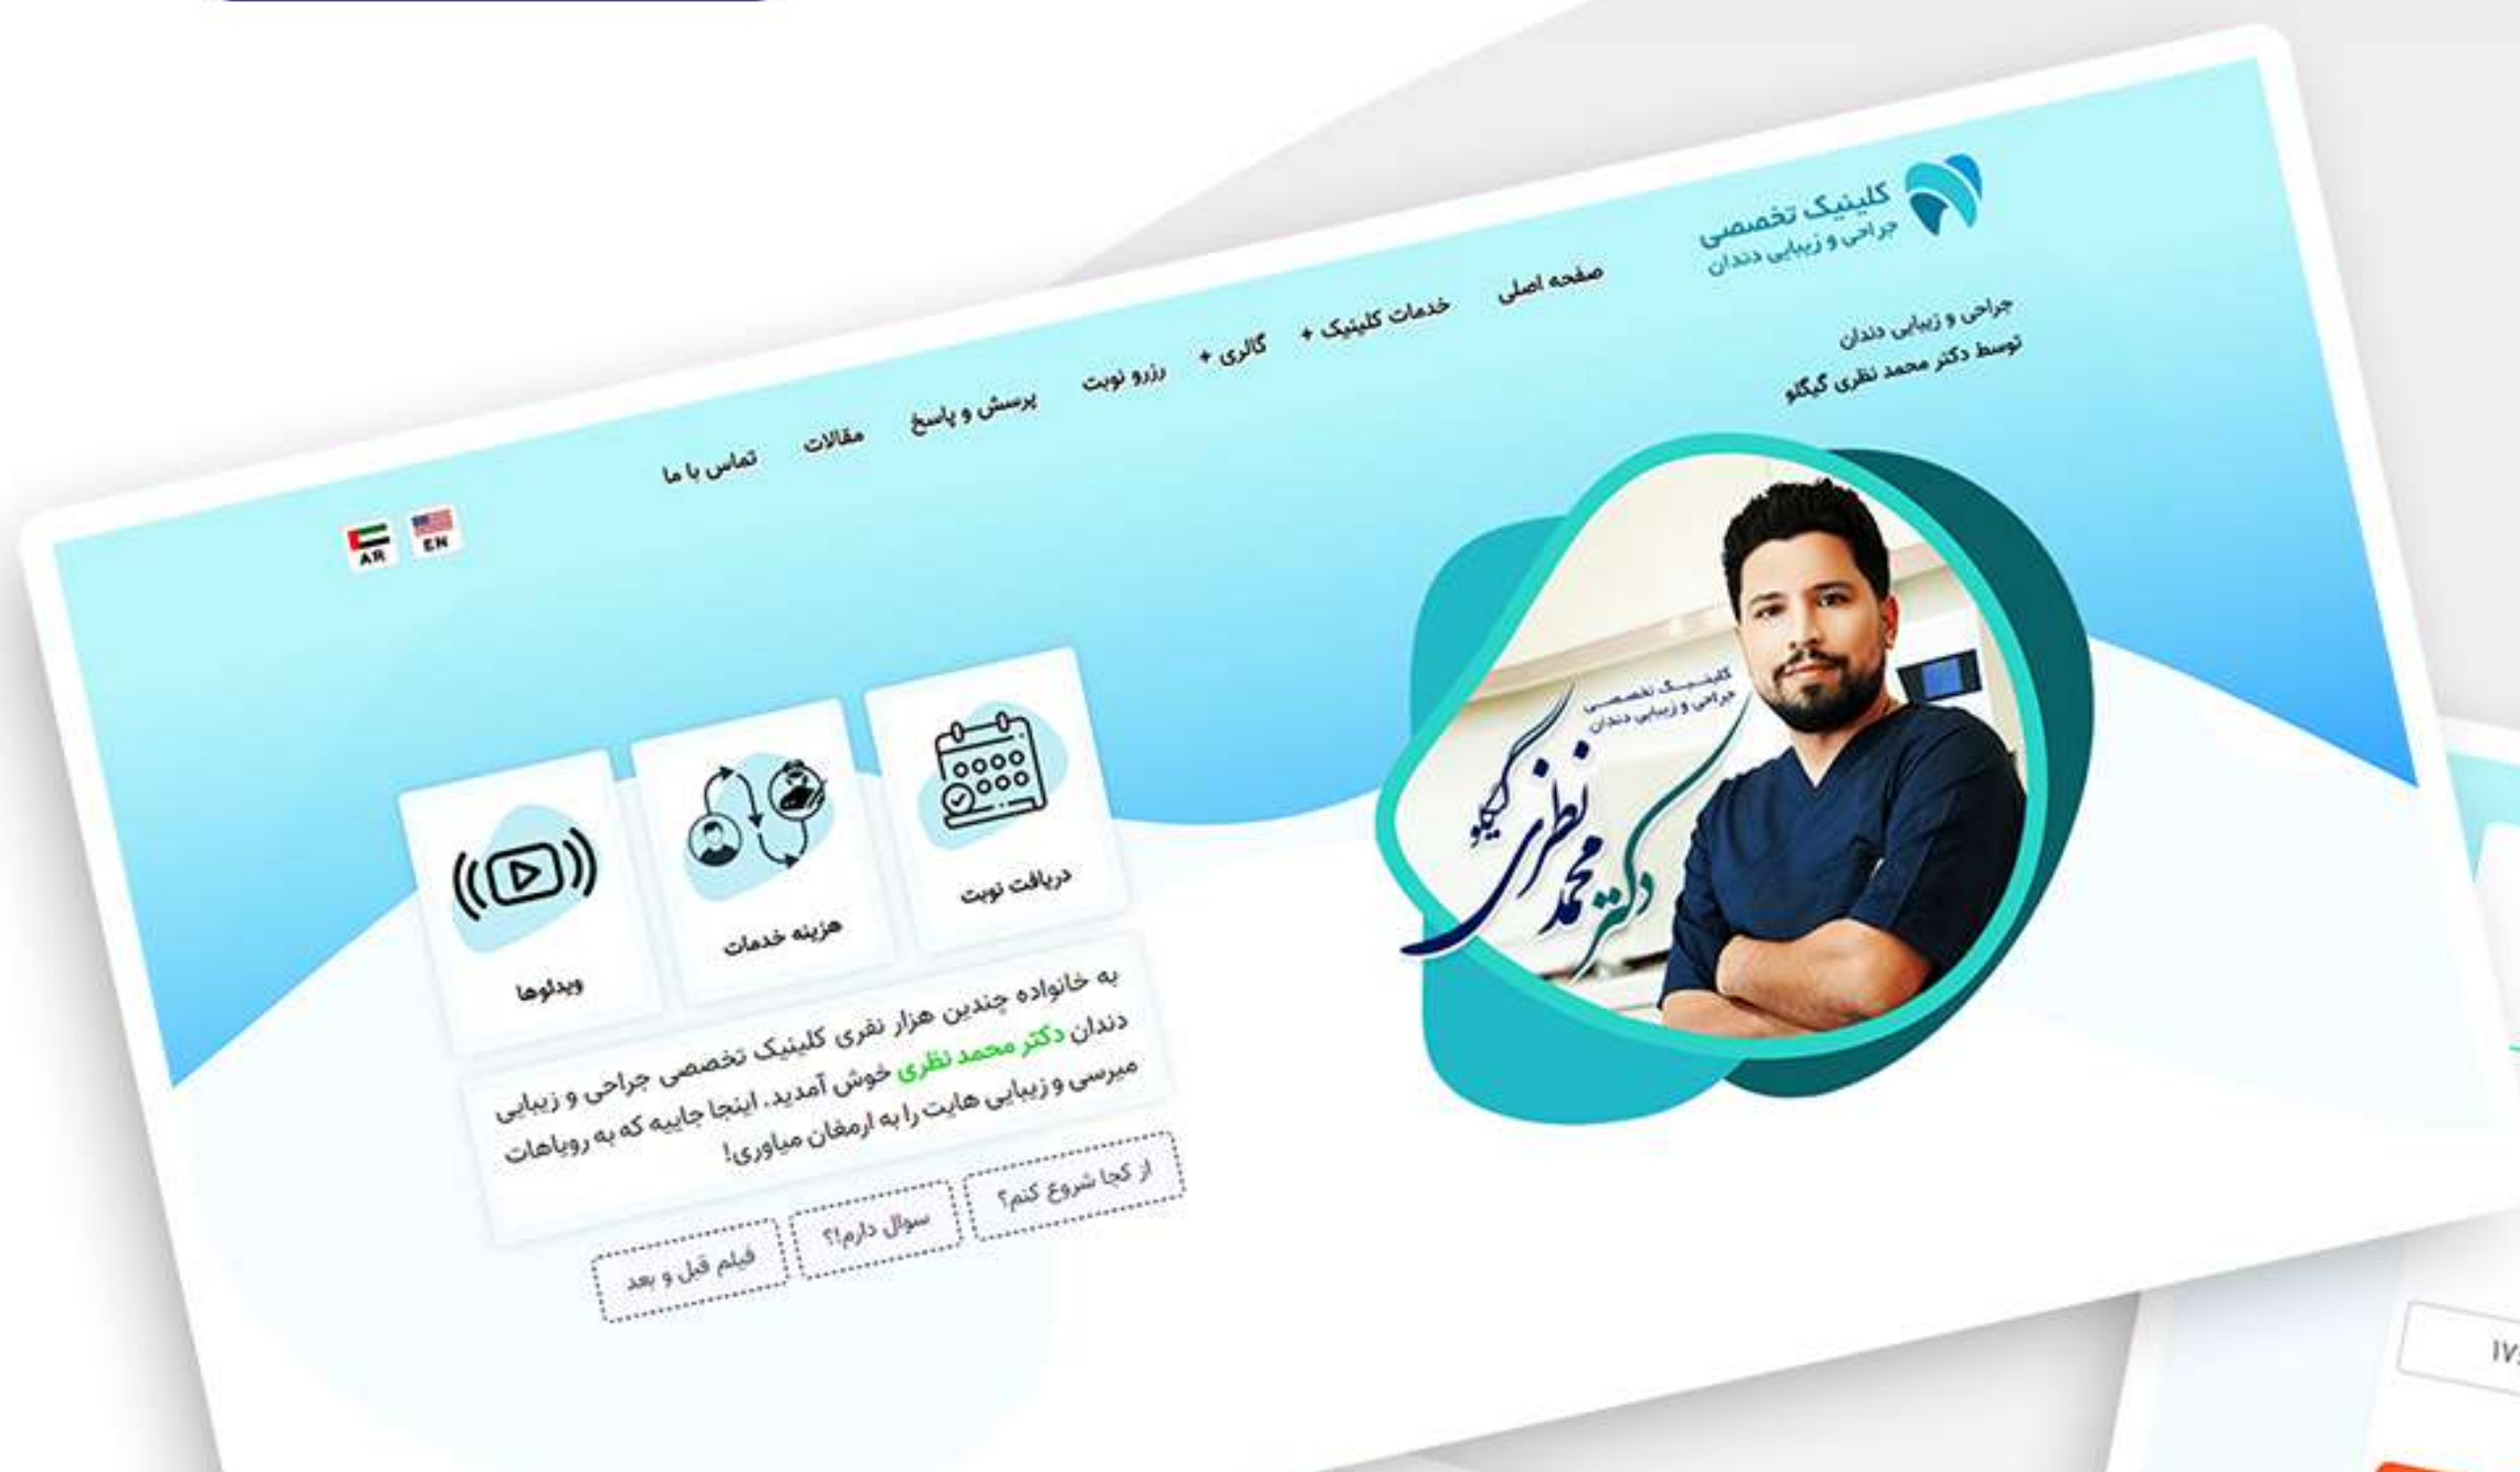 کلینیک تخصصی
جراحی و زیبایی دندان
صفحه اصلی
خدمات کلینیک +
گالری +
رزرو نوبت
پرسش و پاسخ
مقالات
تماس با ما
EN
AR
جراحی و زیبایی دندان
توسط دکتر محمد نظری گیگلو
کلینیک تخصصی
جراحی و زیبایی دندان
دکتر محمد نظری گیگلو
دریافت نوبت
هزینه خدمات
ویدئوها
به خانواده چندین هزار نفری کلینیک تخصصی جراحی و زیبایی
دندان دکتر محمد نظری خوش آمدید. اینجا جاییه که به رویاهات
میرسی و زیبایی هایت را به ارمغان میاوری!
از کجا شروع کنم؟
سوال دارم!؟
فیلم قبل و بعد